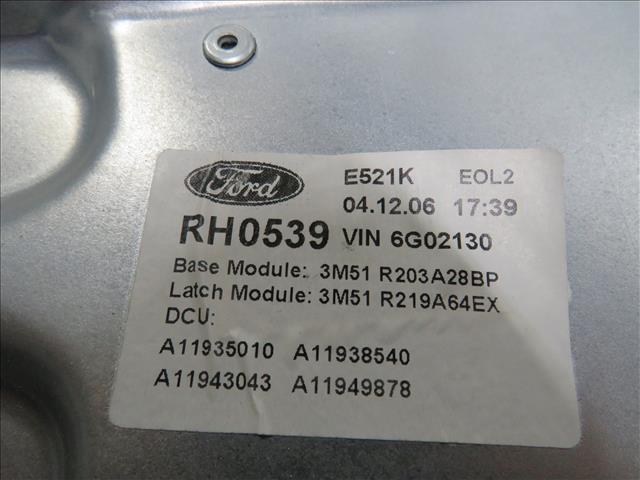 Ford E521K EOL2
04.12.06 17:39
RH0539 VIN 6G02130
Base Module: 3M51 R203A28BP
Latch Module: 3M51 R219A64EX
DCU:
A11935010 A11938540
A11943043 A11949878